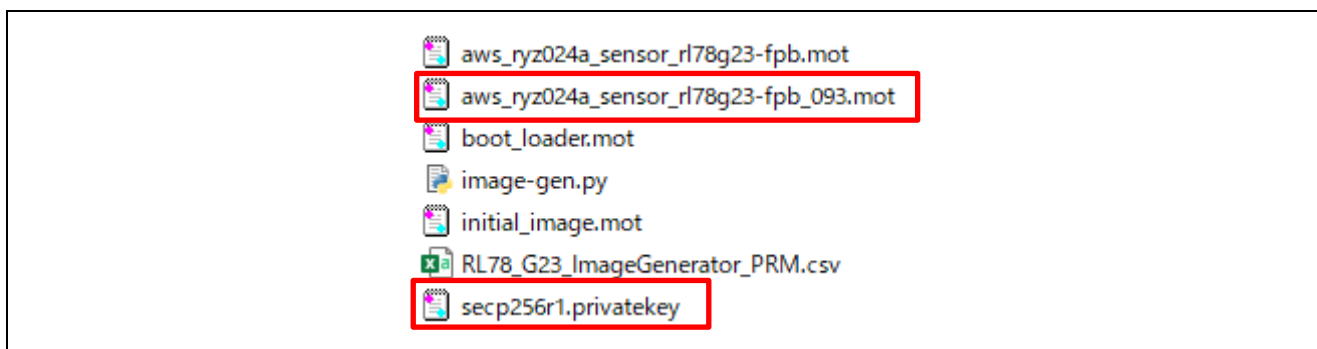 aws_ryz024a_sensor_rl78g23-fpb.mot
aws_ryz024a_sensor_rl78g23-fpb_093.mot
boot_loader.mot
image-gen.py
initial_image.mot
RL78_G23_ImageGenerator_PRM.csv
secp256r1.privatekey